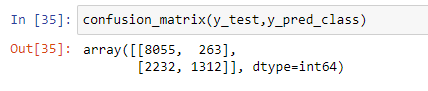 In [35]: confusion_matrix(y_test,y_pred_class)
Out[35]: array([[8055,  263],
       [2232, 1312]], dtype=int64)